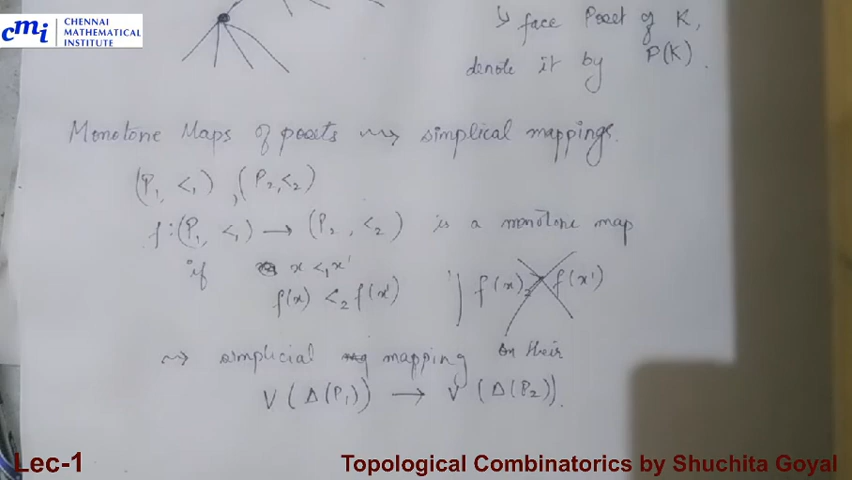 cmi CHENNAI MATHEMATICAL INSTITUTE
↳ face Poset of K,
denote it by P(K).
Monotone Maps of posets ⇝ simplical mappings.
(P₁, <₁), (P₂, <₂)
f: (P₁, <₁) → (P₂, <₂) is a monotone map
if x <₁ x'
f(x) <₂ f(x') f(x) f(x')
⇝ simplicial mapping on their
V(Δ(P₁)) → V(Δ(P₂)).
Lec-1 Topological Combinatorics by Shuchita Goyal